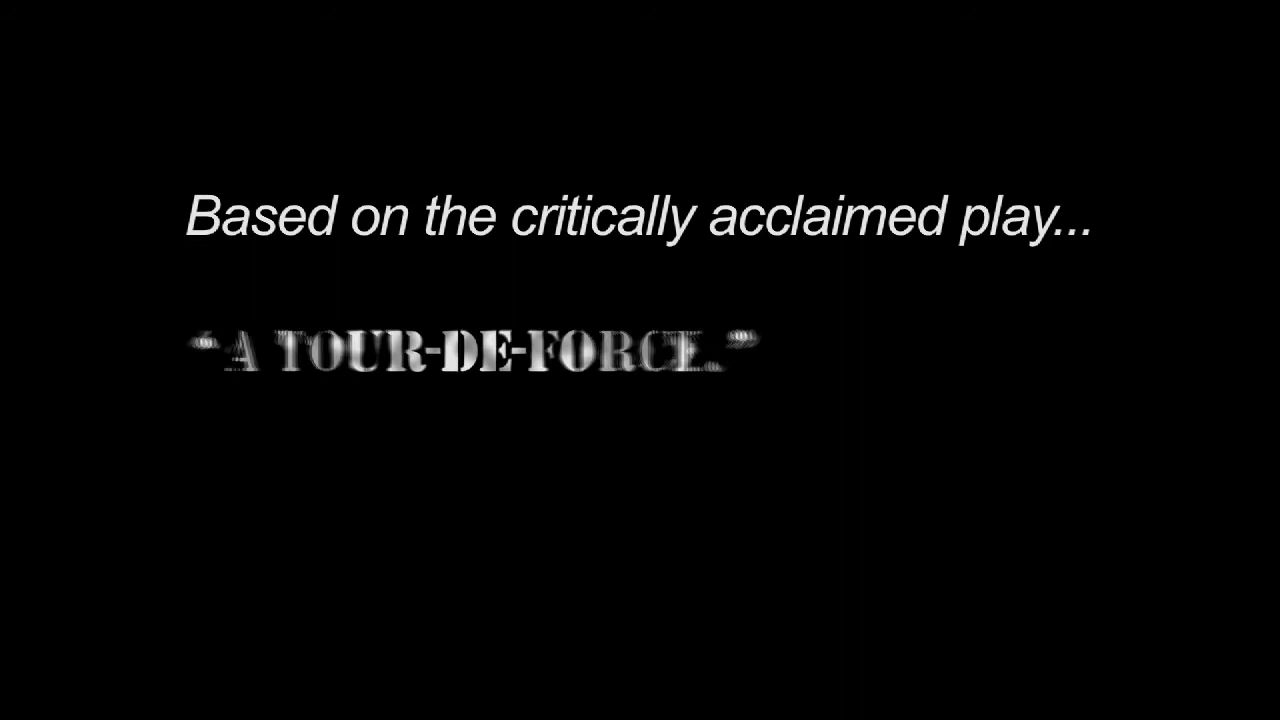 Based on the critically acclaimed play...
“A TOUR-DE-FORCE.”